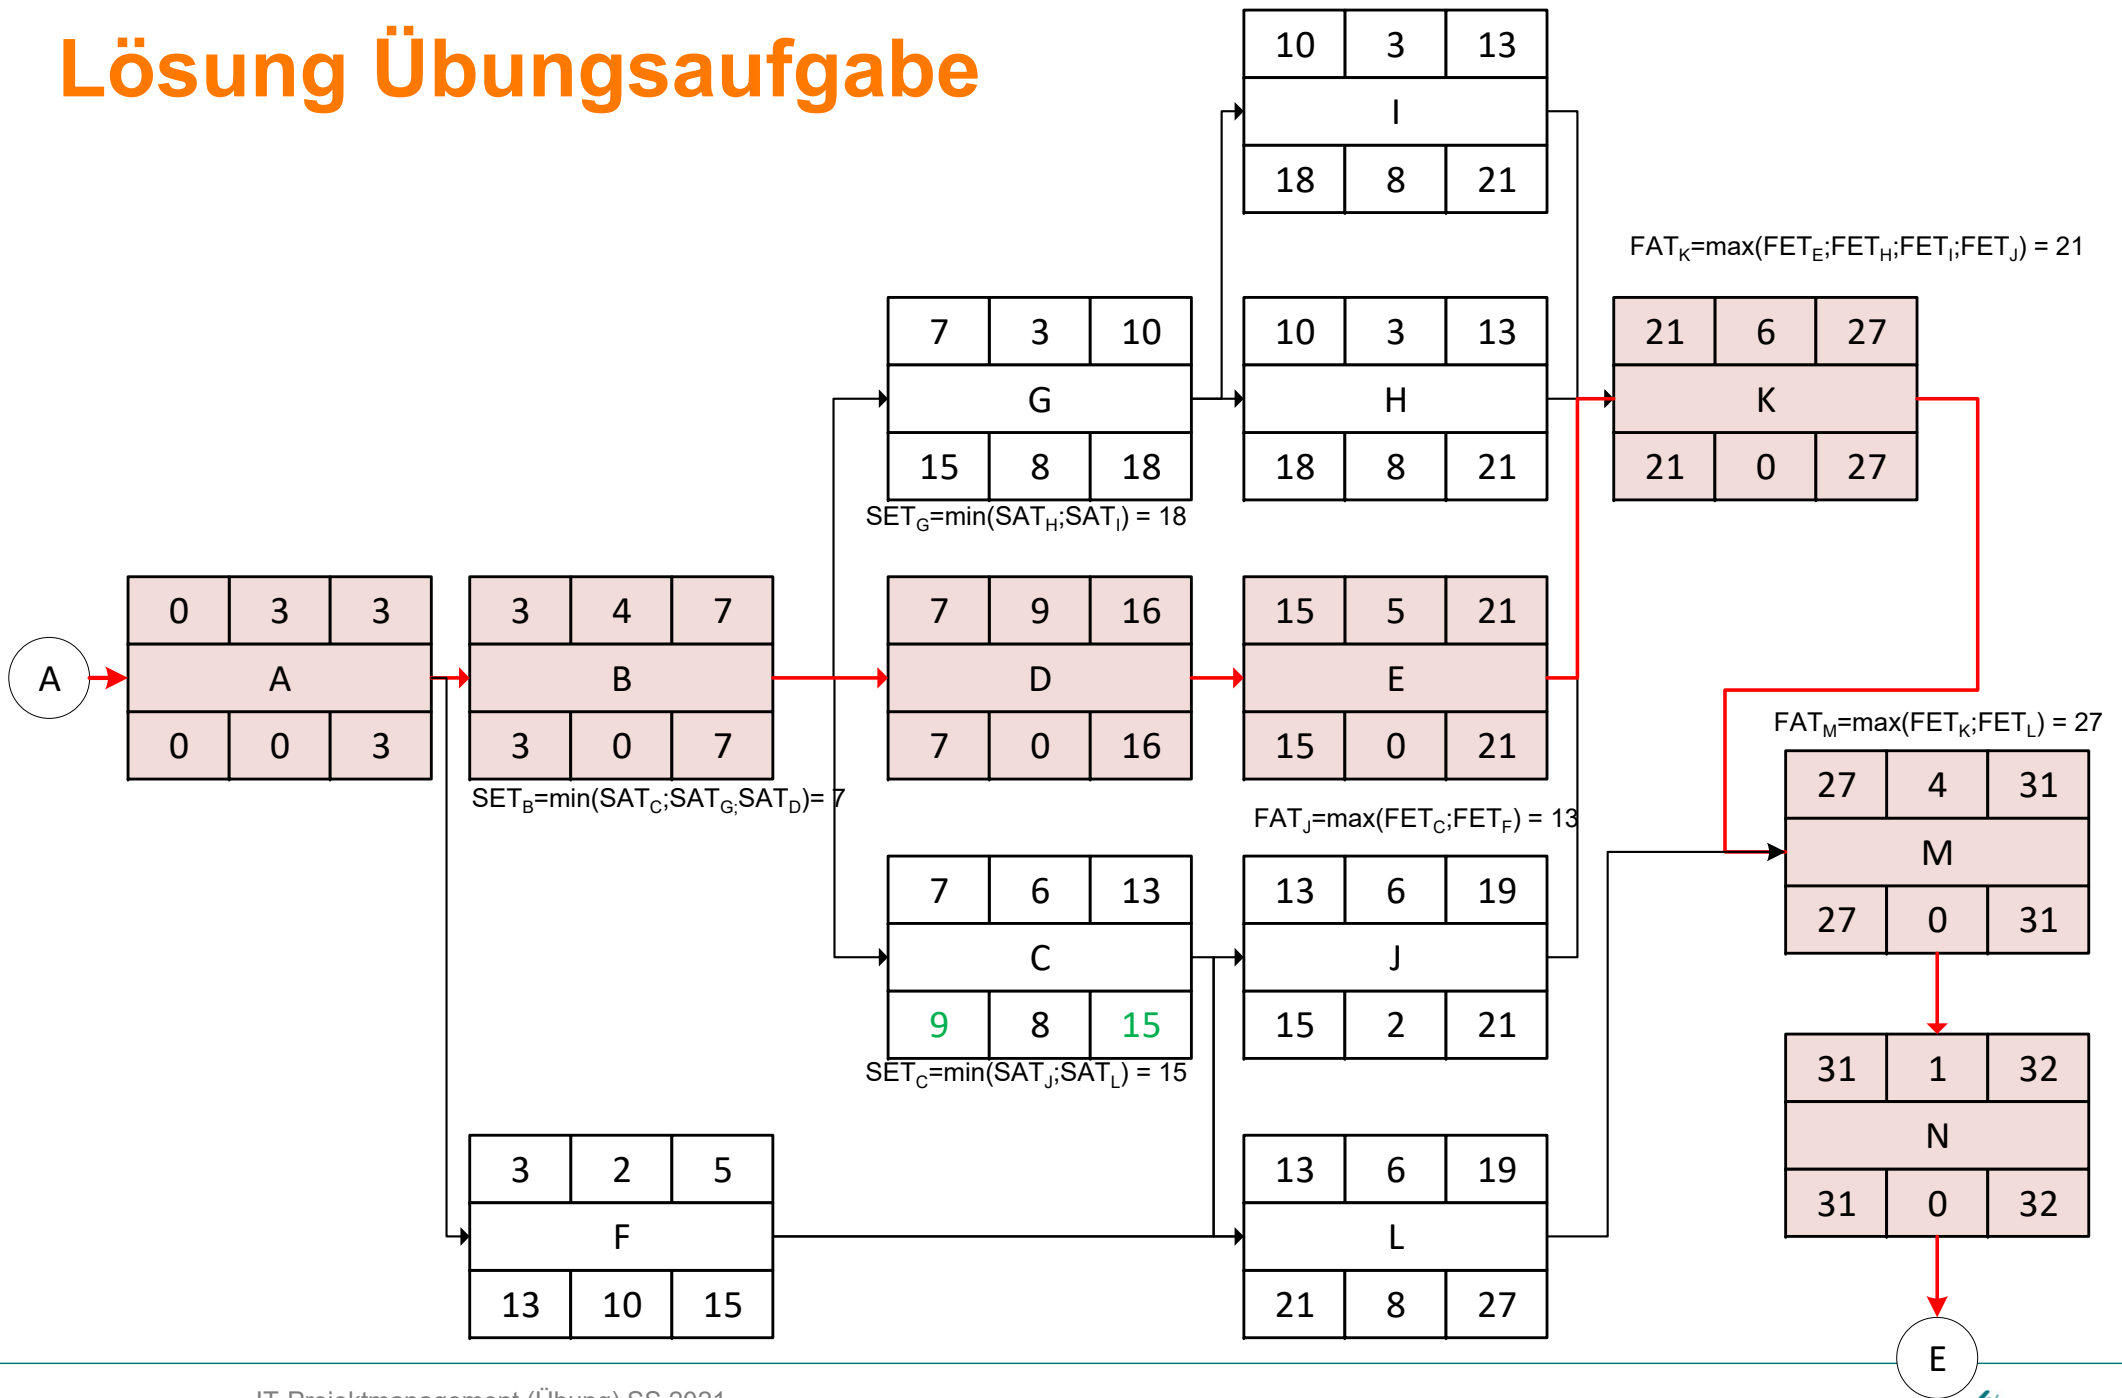 Lösung Übungsaufgabe
10 3 13
I
18 8 21
FATK=max(FETE;FETH;FETI;FETJ) = 21
7 3 10
G
15 8 18
SETG=min(SATH;SATI) = 18
10 3 13
H
18 8 21
21 6 27
K
21 0 27
A
0 3 3
A
0 0 3
3 4 7
B
3 0 7
SETB=min(SATC;SATG;SATD)= 7
7 9 16
D
7 0 16
15 5 21
E
15 0 21
FATM=max(FETK;FETL) = 27
27 4 31
M
27 0 31
FATJ=max(FETC;FETF) = 13
7 6 13
C
9 8 15
SETC=min(SATJ;SATL) = 15
13 6 19
J
15 2 21
31 1 32
N
31 0 32
3 2 5
F
13 10 15
13 6 19
L
21 8 27
E
IT-Projektmanagement (Übung) SS 2021